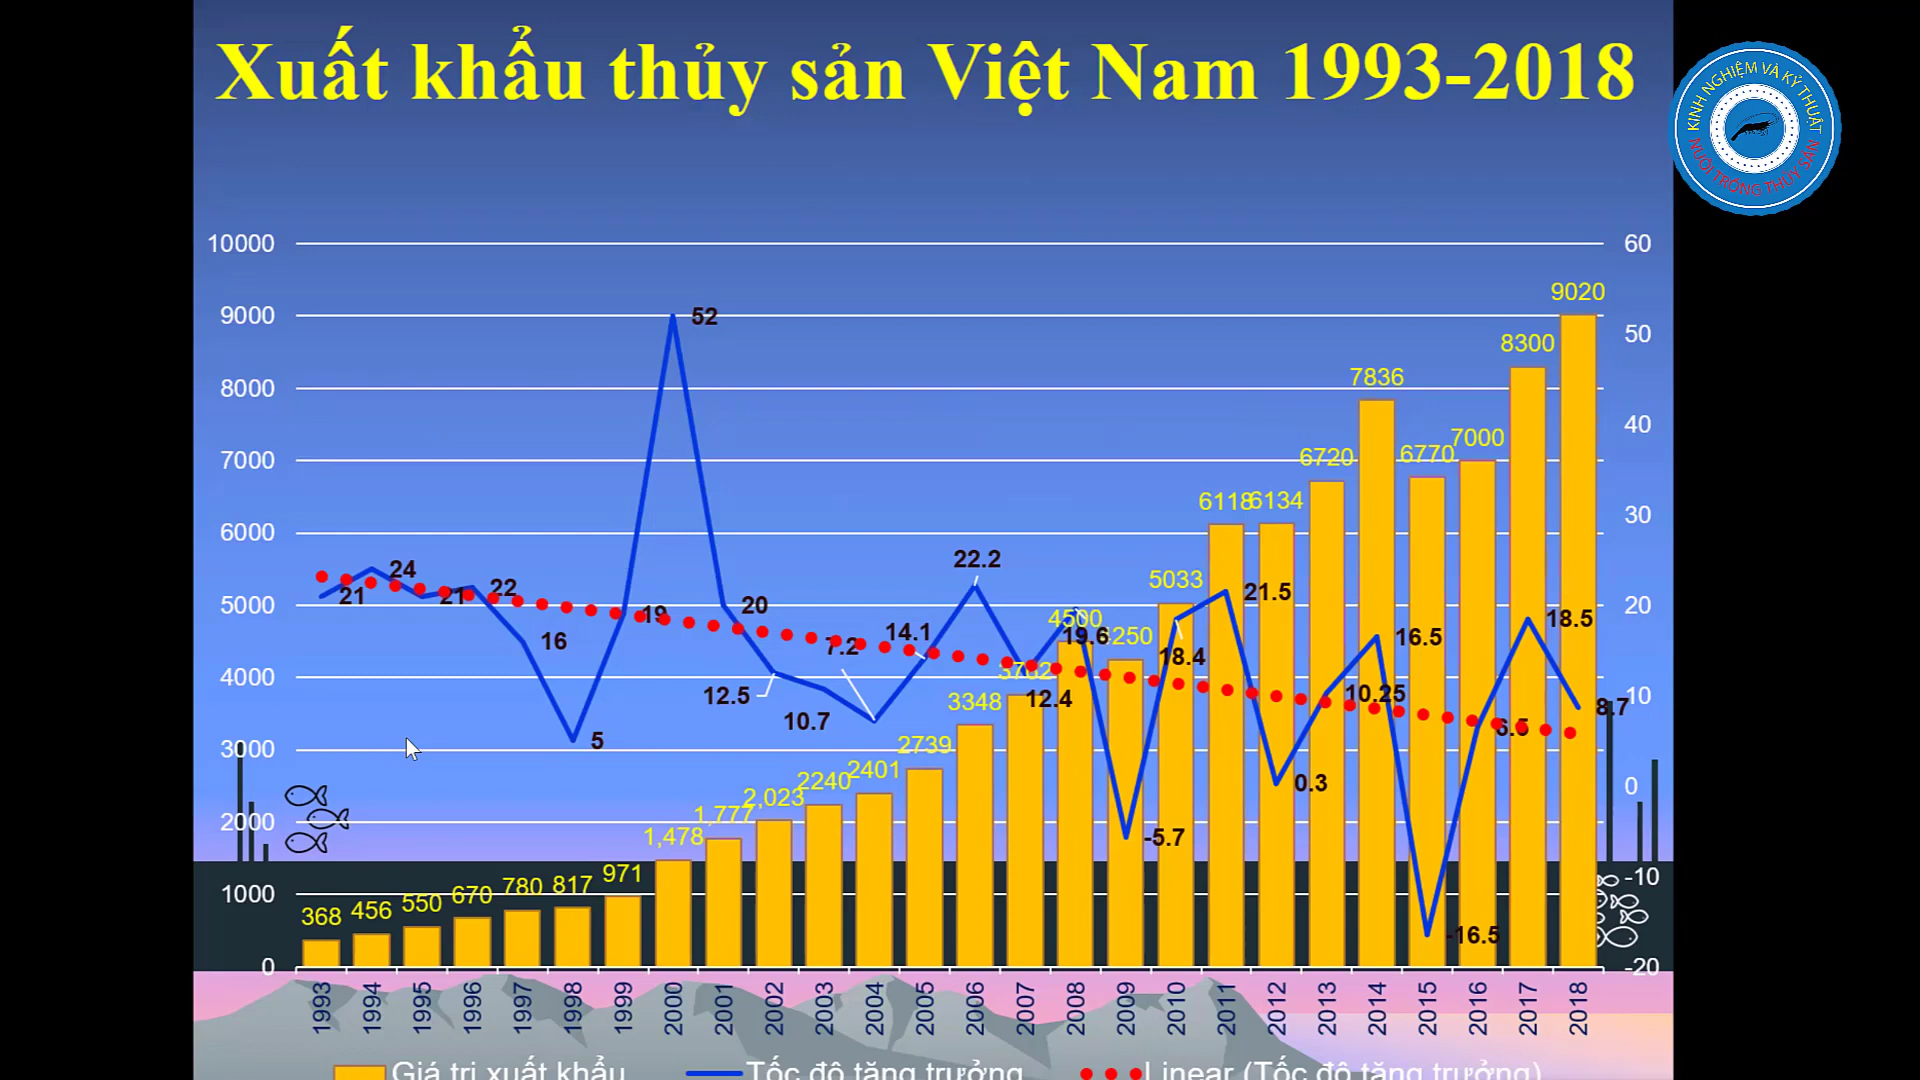 Xuất khẩu thủy sản Việt Nam 1993-2018
KINH NGHIỆM VÀ KỸ THUẬT
NUÔI TRỒNG THỦY SẢN
10000
9000
8000
7000
6000
5000
4000
3000
2000
1000
0
60
50
40
30
20
10
0
-10
-20
368 456 550 670 780 817 971 1,478 1,777 2,023 2240 2401 2739 3348 4500 5033 6118 6134 6720 7836 6770 7000 8300 9020
21 24 21 22 16 5 19 52 20 12.5 10.7 7.2 14.1 22.2 12.4 19.6 -5.7 18.4 21.5 0.3 10.25 16.5 -16.5 18.5 8.7
1993 1994 1995 1996 1997 1998 1999 2000 2001 2002 2003 2004 2005 2006 2007 2008 2009 2010 2011 2012 2013 2014 2015 2016 2017 2018
Giá trị xuất khẩu Tốc độ tăng trưởng Linear (Tốc độ tăng trưởng)